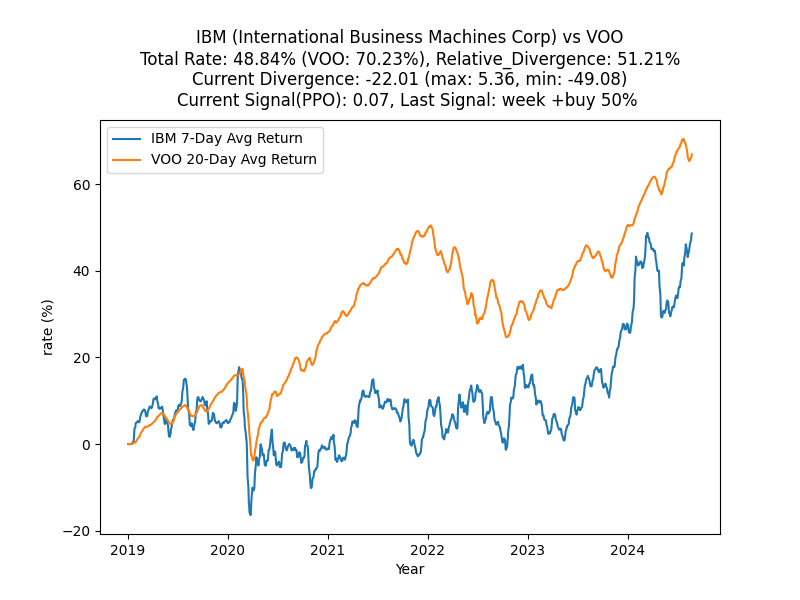 IBM (International Business Machines Corp) vs VOO
Total Rate: 48.84% (VOO: 70.23%), Relative_Divergence: 51.21%
Current Divergence: -22.01 (max: 5.36, min: -49.08)
Current Signal(PPO): 0.07, Last Signal: week +buy 50%
IBM 7-Day Avg Return
VOO 20-Day Avg Return
60
40
20
0
−20
rate (%)
2019 2020 2021 2022 2023 2024
Year